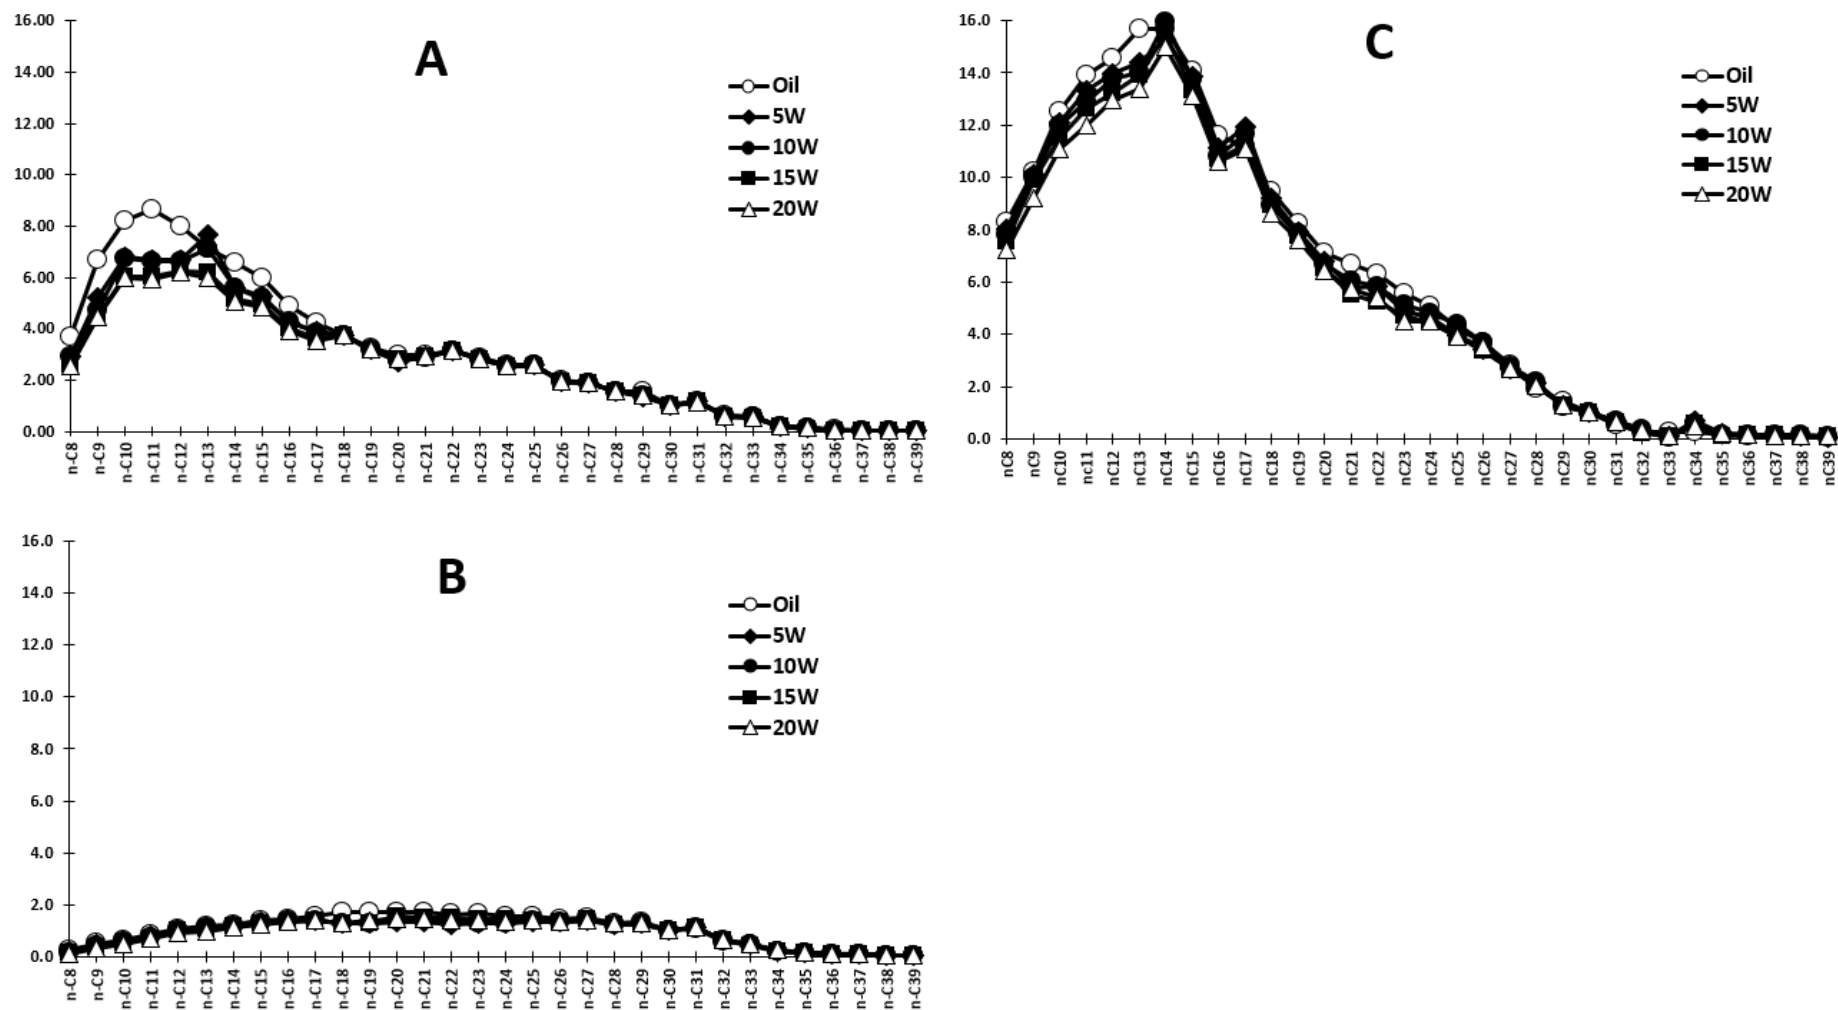 A
16.00
14.00
12.00
10.00
8.00
6.00
4.00
2.00
0.00
Oil
5W
10W
15W
20W
n-C8
n-C9
n-C10
n-C11
n-C12
n-C13
n-C14
n-C15
n-C16
n-C17
n-C18
n-C19
n-C20
n-C21
n-C22
n-C23
n-C24
n-C25
n-C26
n-C27
n-C28
n-C29
n-C30
n-C31
n-C32
n-C33
n-C34
n-C35
n-C36
n-C37
n-C38
n-C39
C
16.0
14.0
12.0
10.0
8.0
6.0
4.0
2.0
0.0
Oil
5W
10W
15W
20W
nC8
nC9
nC10
nC11
nC12
nC13
nC14
nC15
nC16
nC17
nC18
nC19
nC20
nC21
nC22
nC23
nC24
nC25
nC26
nC27
nC28
nC29
nC30
nC31
nC32
nC33
nC34
nC35
nC36
nC37
nC38
nC39
B
16.0
14.0
12.0
10.0
8.0
6.0
4.0
2.0
0.0
Oil
5W
10W
15W
20W
n-C8
n-C9
n-C10
n-C11
n-C12
n-C13
n-C14
n-C15
n-C16
n-C17
n-C18
n-C19
n-C20
n-C21
n-C22
n-C23
n-C24
n-C25
n-C26
n-C27
n-C28
n-C29
n-C30
n-C31
n-C32
n-C33
n-C34
n-C35
n-C36
n-C37
n-C38
n-C39